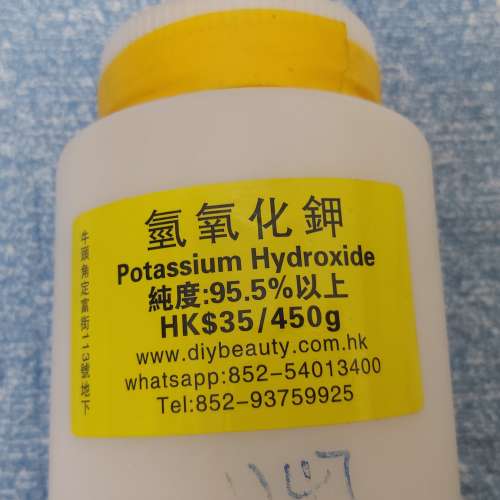 氫氧化鉀
Potassium Hydroxide
純度:95.5%以上
HK$35/450g
www.diybeauty.com.hk
whatsapp:852-54013400
Tel:852-93759925
牛頭角定富街113號地下